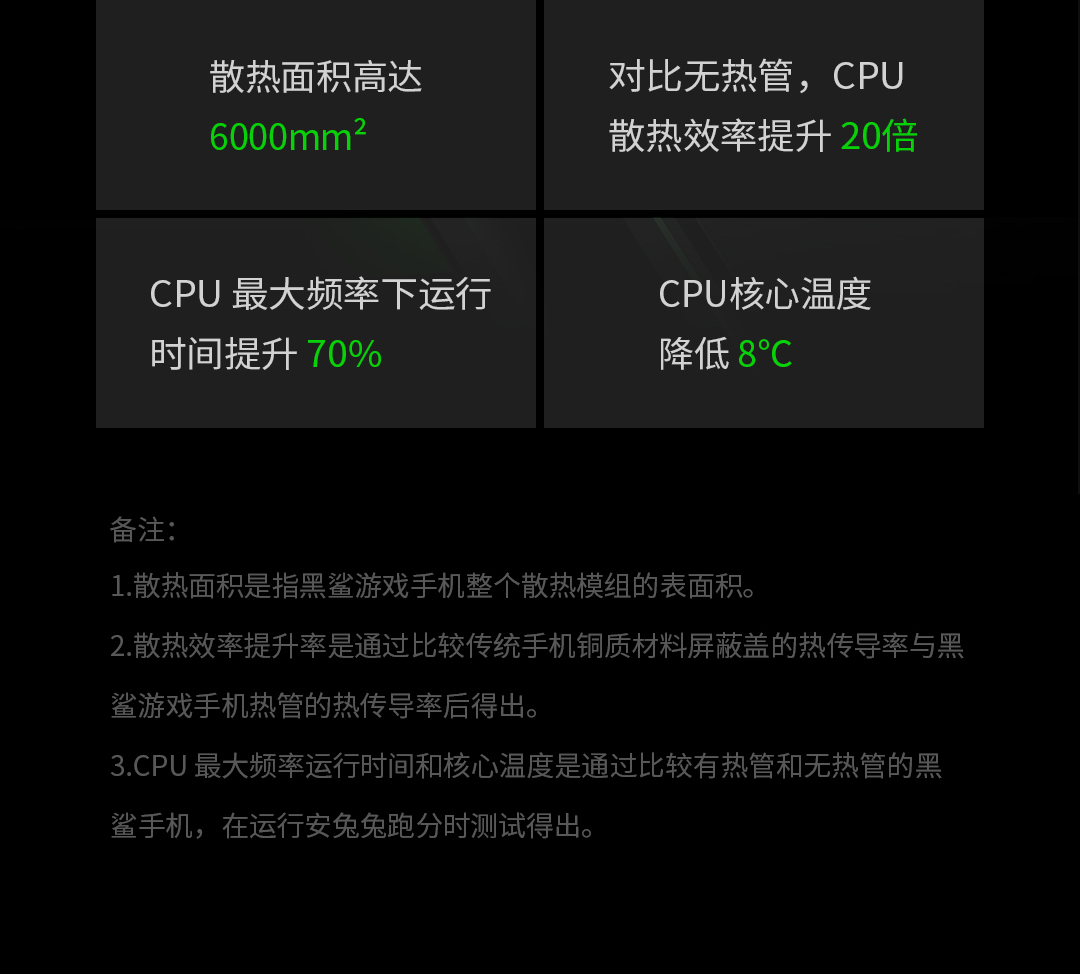 散热面积高达
6000mm²
对比无热管，CPU
散热效率提升 20倍
CPU 最大频率下运行
时间提升 70%
CPU核心温度
降低 8℃
备注：
1.散热面积是指黑鲨游戏手机整个散热模组的表面积。
2.散热效率提升率是通过比较传统手机铜质材料屏蔽盖的热传导率与黑
鲨游戏手机热管的热传导率后得出。
3.CPU 最大频率运行时间和核心温度是通过比较有热管和无热管的黑
鲨手机，在运行安兔兔跑分时测试得出。